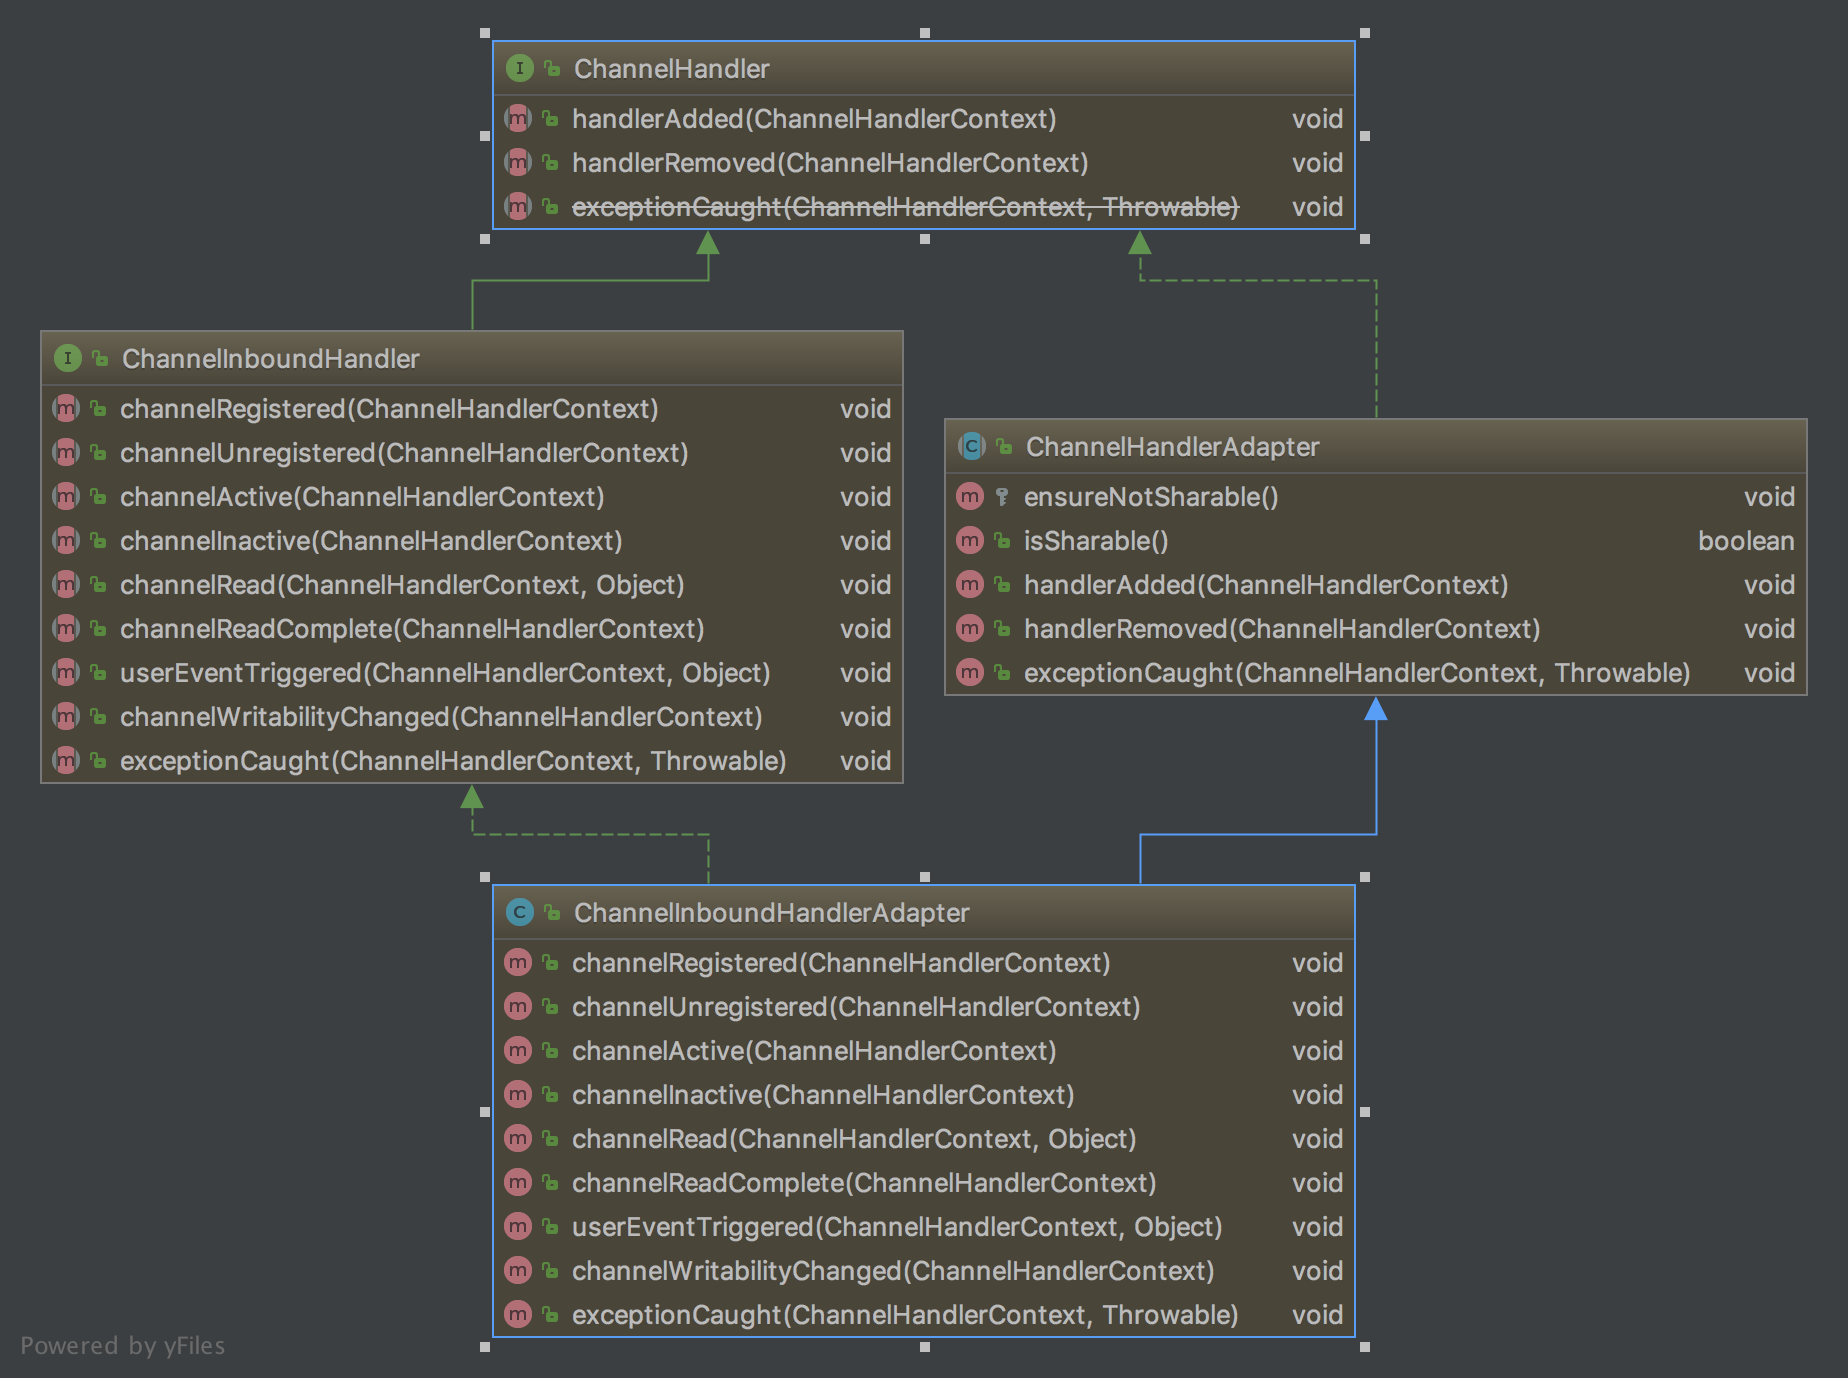 I ChannelHandler
m handlerAdded(ChannelHandlerContext) void
m handlerRemoved(ChannelHandlerContext) void
m exceptionCaught(ChannelHandlerContext, Throwable) void
I ChannelInboundHandler
m channelRegistered(ChannelHandlerContext) void
m channelUnregistered(ChannelHandlerContext) void
m channelActive(ChannelHandlerContext) void
m channelInactive(ChannelHandlerContext) void
m channelRead(ChannelHandlerContext, Object) void
m channelReadComplete(ChannelHandlerContext) void
m userEventTriggered(ChannelHandlerContext, Object) void
m channelWritabilityChanged(ChannelHandlerContext) void
m exceptionCaught(ChannelHandlerContext, Throwable) void
C ChannelHandlerAdapter
m ensureNotSharable() void
m isSharable() boolean
m handlerAdded(ChannelHandlerContext) void
m handlerRemoved(ChannelHandlerContext) void
m exceptionCaught(ChannelHandlerContext, Throwable) void
C ChannelInboundHandlerAdapter
m channelRegistered(ChannelHandlerContext) void
m channelUnregistered(ChannelHandlerContext) void
m channelActive(ChannelHandlerContext) void
m channelInactive(ChannelHandlerContext) void
m channelRead(ChannelHandlerContext, Object) void
m channelReadComplete(ChannelHandlerContext) void
m userEventTriggered(ChannelHandlerContext, Object) void
m channelWritabilityChanged(ChannelHandlerContext) void
m exceptionCaught(ChannelHandlerContext, Throwable) void
Powered by yFiles